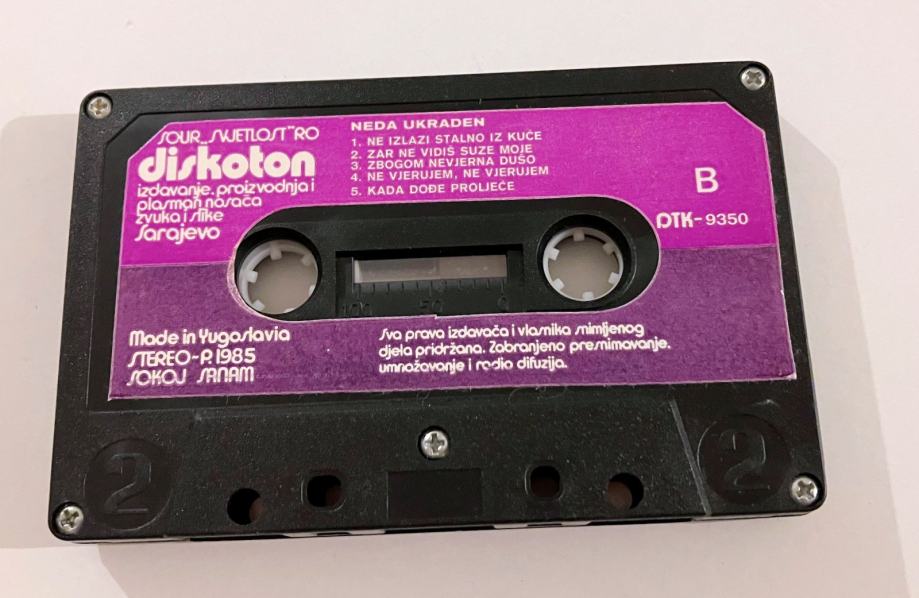 SOUR „SVJETLOST" RO
diskoton
izdavanje, proizvodnja i
plasman nosača
zvuka i slike
Sarajevo
NEDA UKRADEN
1. NE IZLAZI STALNO IZ KUĆE
2. ZAR NE VIDIŠ SUZE MOJE
3. ZBOGOM NEVJERNA DUŠO
4. NE VJERUJEM, NE VJERUJEM
5. KADA DOĐE PROLJEĆE
B
DTK-9350
100 50 0
Made in Yugoslavia
STEREO-P. 1985
SOKOJ SANAM
Sva prava izdavača i vlasnika snimljenog
djela pridržana. Zabranjeno presnimavanje,
umnožavanje i radio difuzija.
2
2